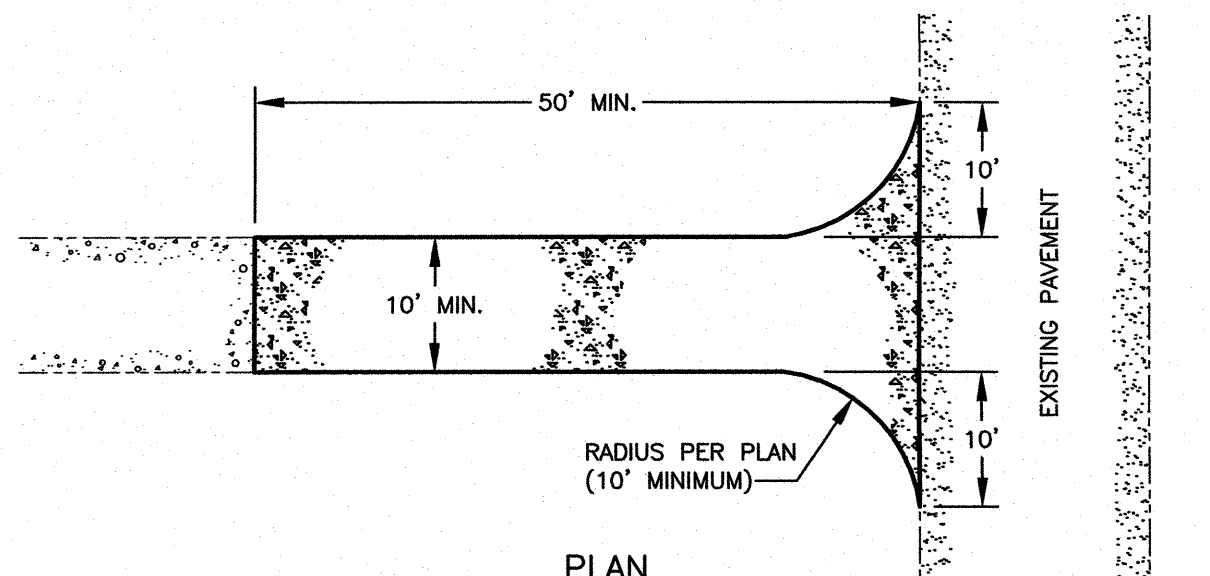 50' MIN.
10'
10' MIN.
EXISTING PAVEMENT
10'
RADIUS PER PLAN
(10' MINIMUM)
PLAN